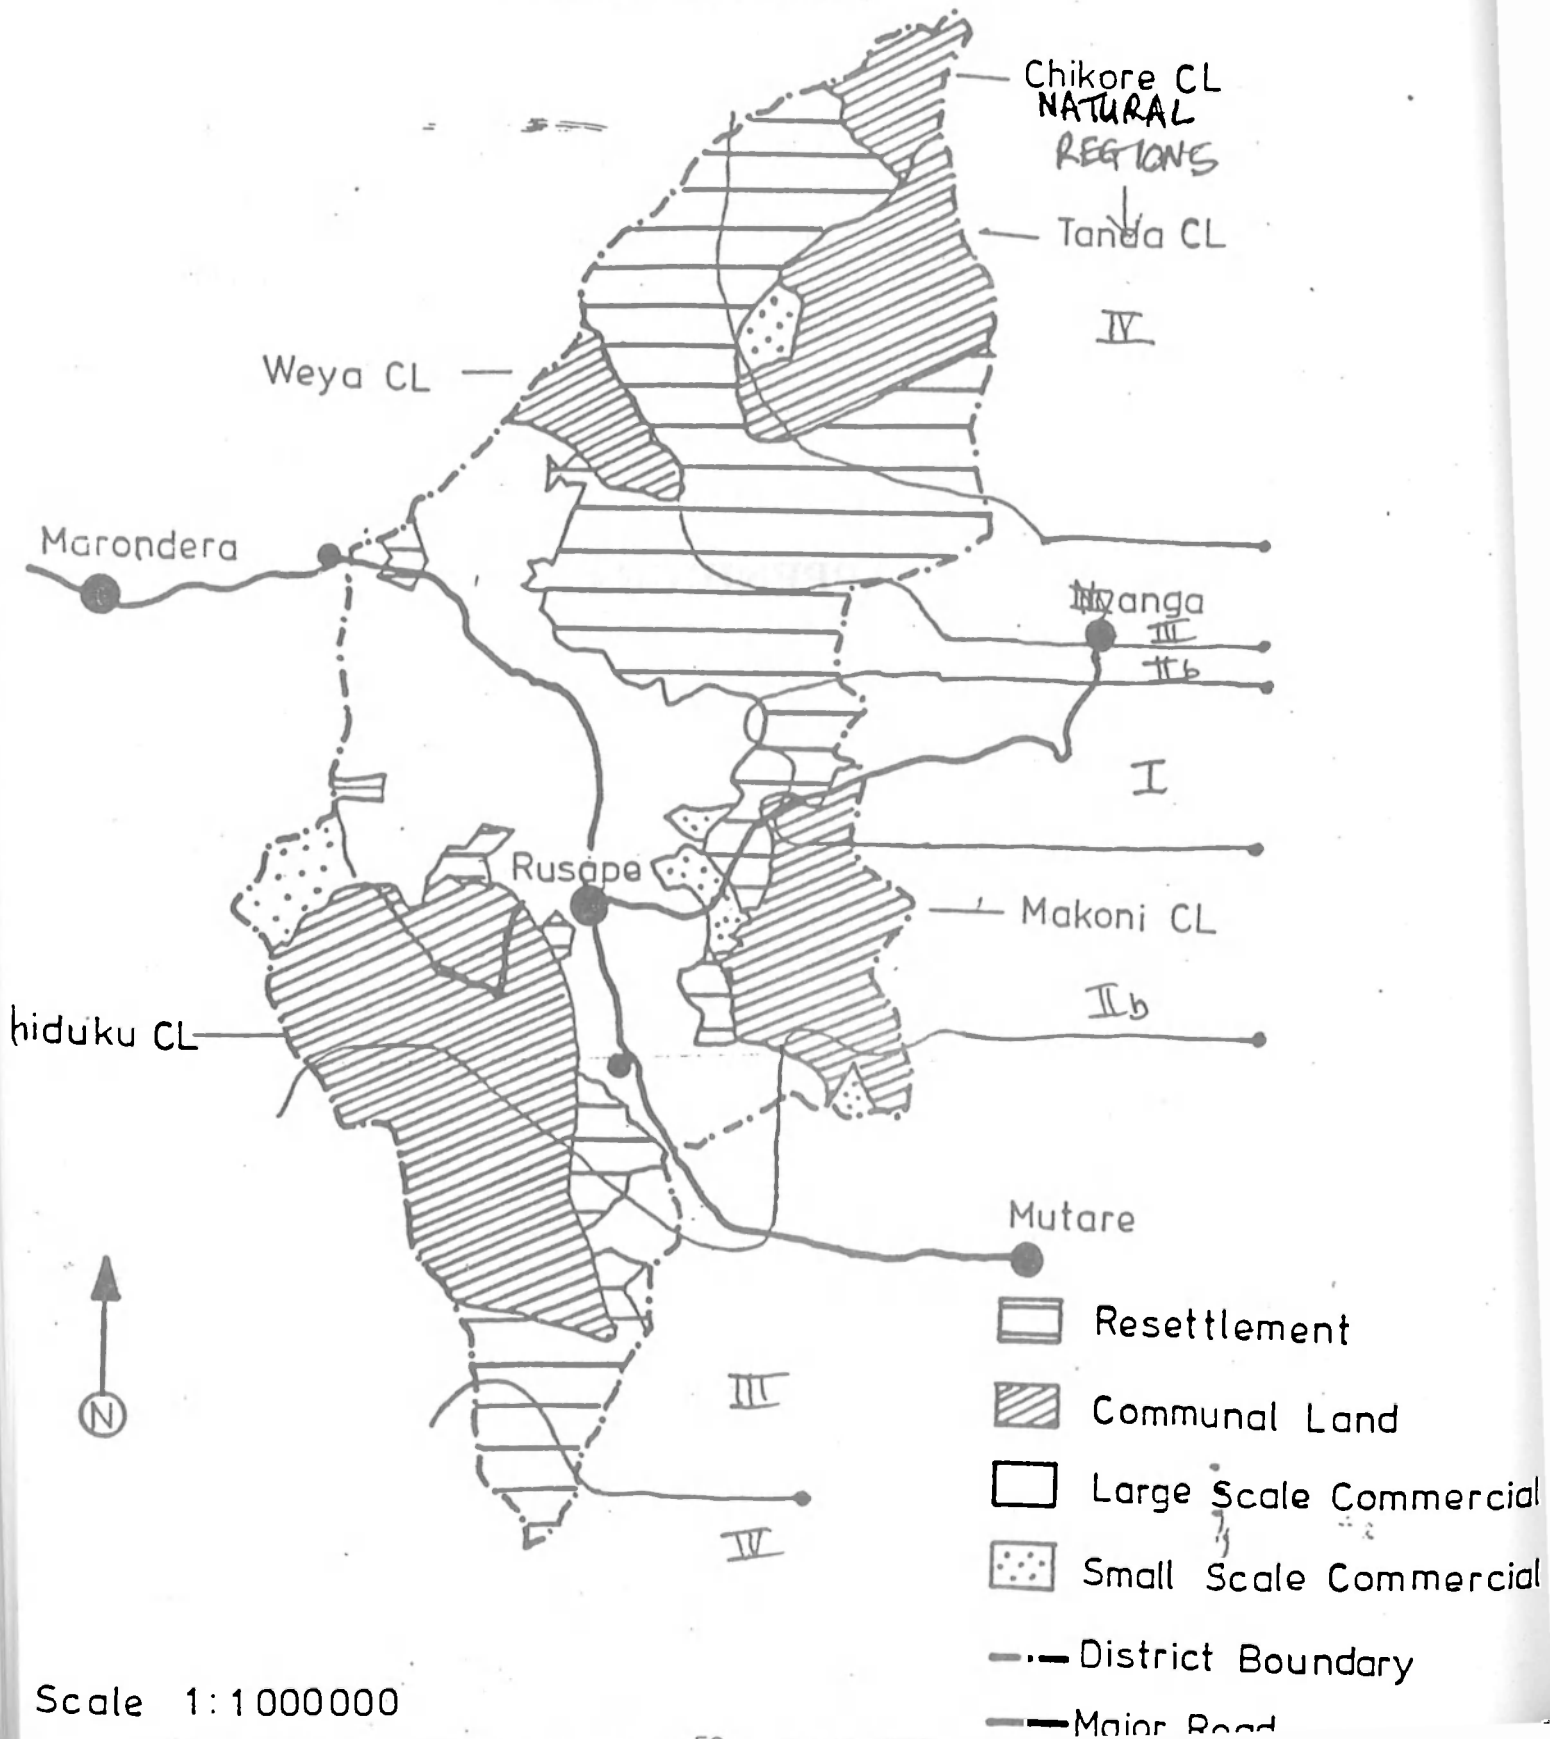 Chikore CL
NATURAL
REGIONS
Tanda CL
IV
Weya CL
Marondera
Nyanga
III
IIb
I
Rusape
Makoni CL
IIb
hiduku CL
Mutare
Resettlement
III
Communal Land
N
Large Scale Commercial
IV
Small Scale Commercial
District Boundary
Scale 1:1000000
Major Road